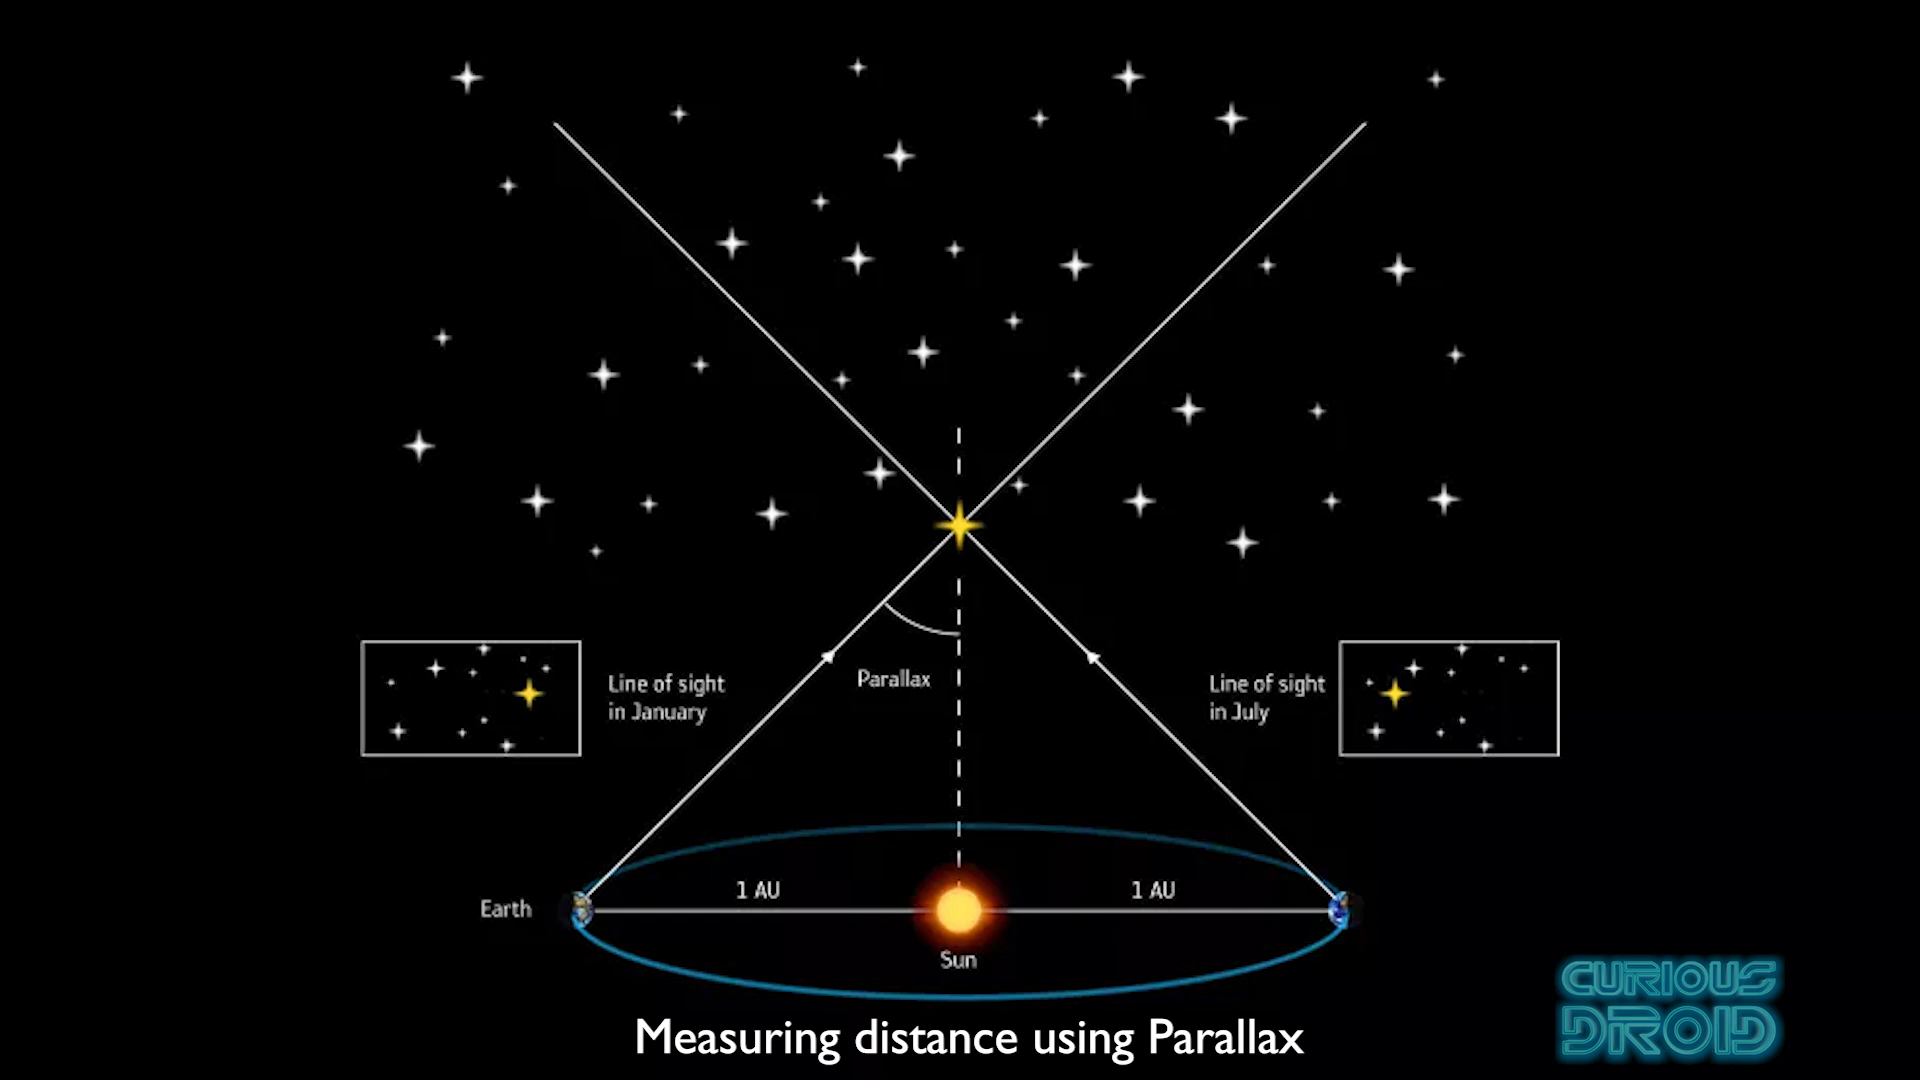 Line of sight
in January
Parallax
Line of sight
in July
1 AU
1 AU
Earth
Sun
Measuring distance using Parallax
CURIOUS
DROID